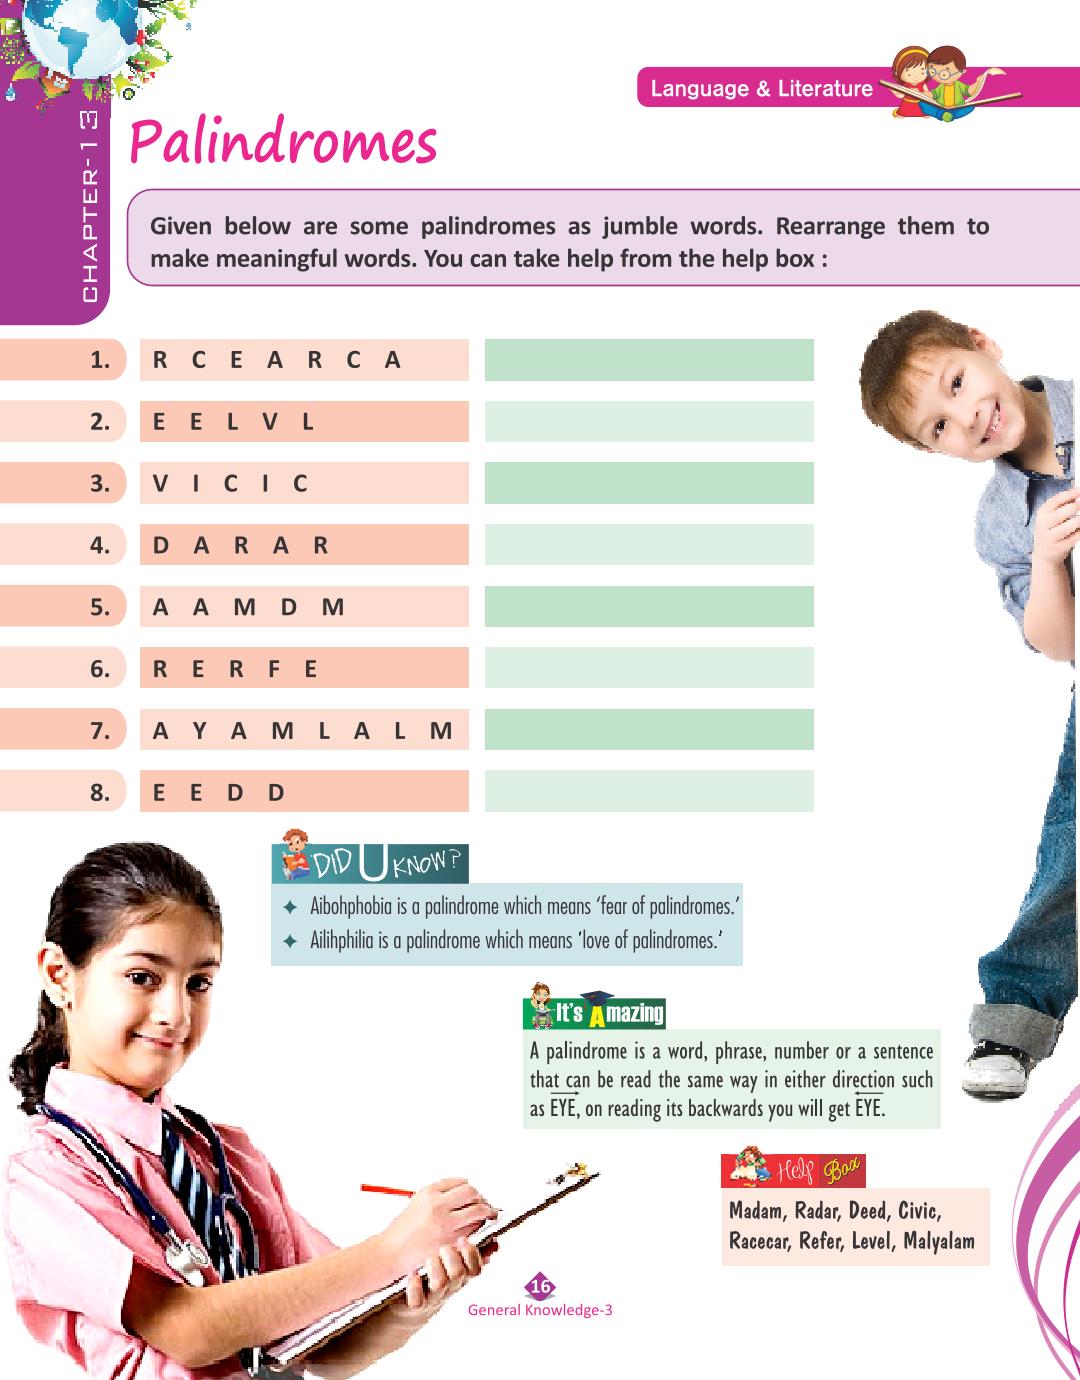 Language & Literature
CHAPTER-13
Palindromes
Given below are some palindromes as jumble words. Rearrange them to
make meaningful words. You can take help from the help box :
1. R C E A R C A
2. E E L V L
3. V I C I C
4. D A R A R
5. A A M D M
6. R E R F E
7. A Y A M L A L M
8. E E D D
DID U KNOW?
✦ Aibohphobia is a palindrome which means ‘fear of palindromes.’
✦ Ailihphilia is a palindrome which means ‘love of palindromes.’
It's Amazing
A palindrome is a word, phrase, number or a sentence
that can be read the same way in either direction such
as EYE, on reading its backwards you will get EYE.
Help Box
Madam, Radar, Deed, Civic,
Racecar, Refer, Level, Malyalam
16
General Knowledge-3